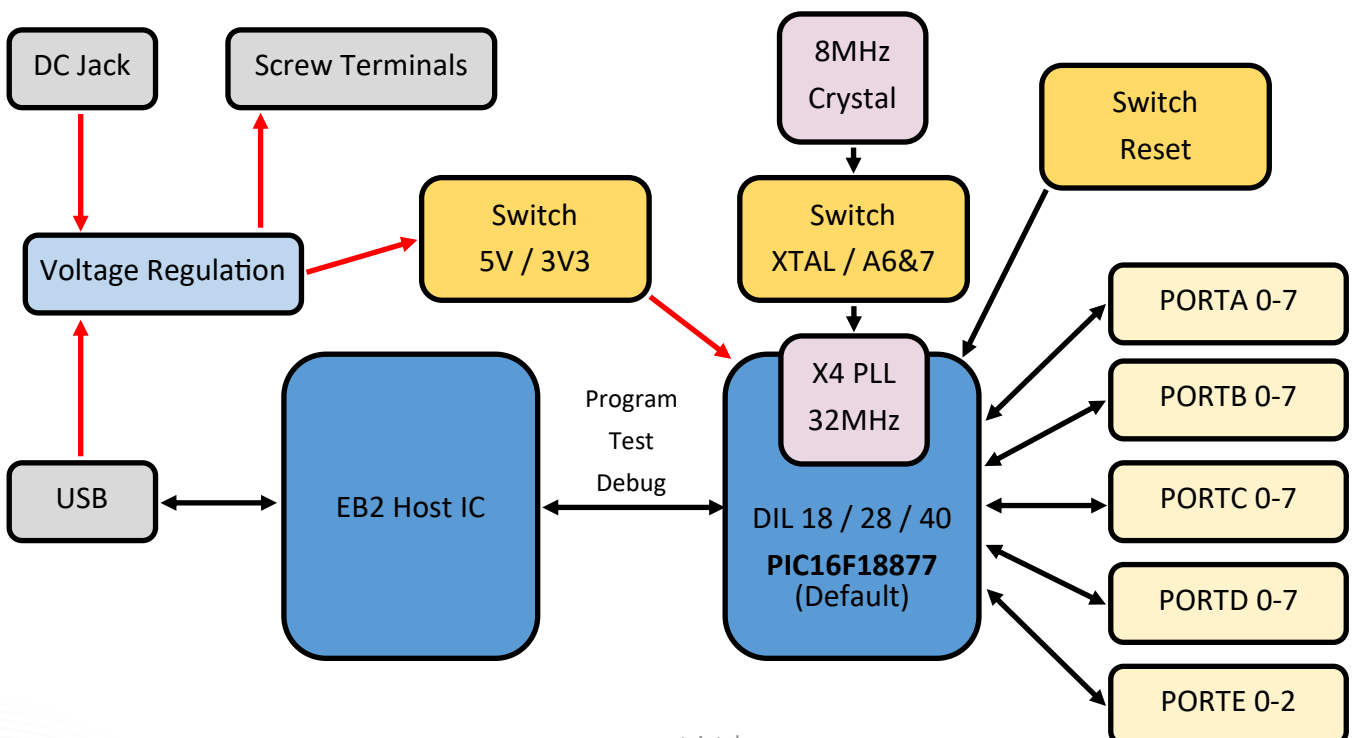 DC Jack
Screw Terminals
8MHz
Crystal
Switch
Reset
Switch
5V / 3V3
Switch
XTAL / A6&7
Voltage Regulation
PORTA 0-7
X4 PLL
32MHz
PORTB 0-7
Program
Test
Debug
USB
EB2 Host IC
PORTC 0-7
DIL 18 / 28 / 40
PIC16F18877
(Default)
PORTD 0-7
PORTE 0-2